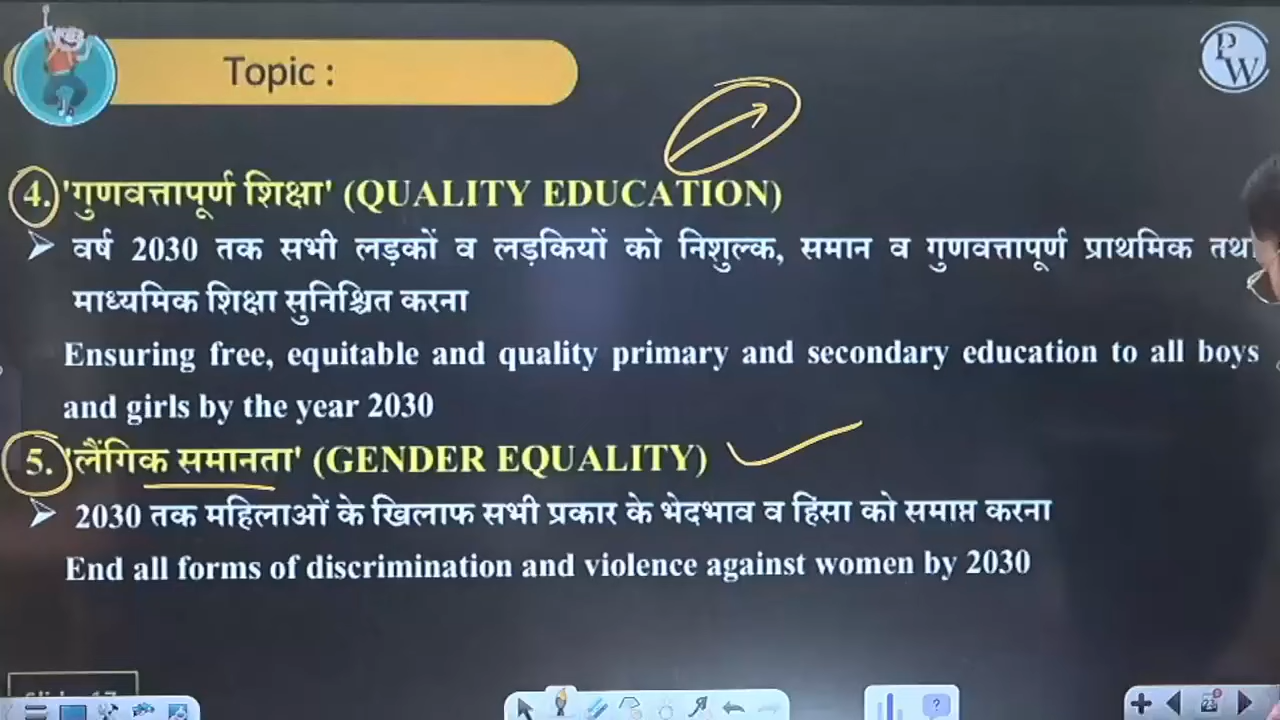 Topic :
PW
4. 'गुणवत्तापूर्ण शिक्षा' (QUALITY EDUCATION)
वर्ष 2030 तक सभी लड़कों व लड़कियों को निशुल्क, समान व गुणवत्तापूर्ण प्राथमिक तथा
माध्यमिक शिक्षा सुनिश्चित करना
Ensuring free, equitable and quality primary and secondary education to all boys
and girls by the year 2030
5. 'लैंगिक समानता' (GENDER EQUALITY)
2030 तक महिलाओं के खिलाफ सभी प्रकार के भेदभाव व हिंसा को समाप्त करना
End all forms of discrimination and violence against women by 2030